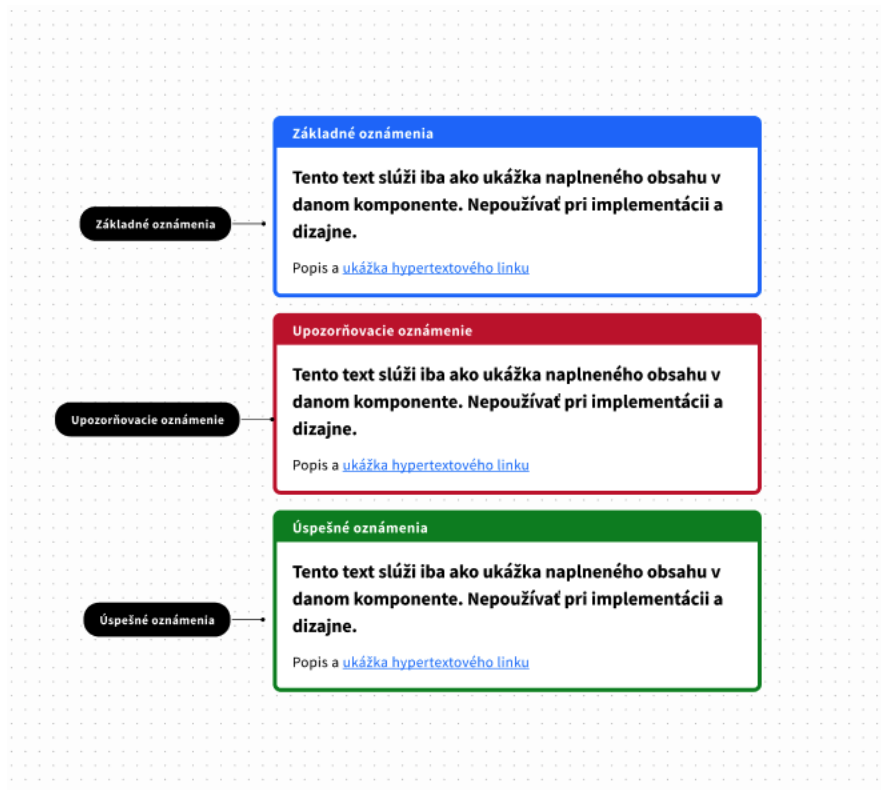 Základné oznámenia
Tento text slúži iba ako ukážka naplneného obsahu v
danom komponente. Nepoužívať pri implementácii a
dizajne.
Základné oznámenia
Popis a ukážka hypertextového linku
Upozorňovacie oznámenie
Tento text slúži iba ako ukážka naplneného obsahu v
danom komponente. Nepoužívať pri implementácii a
dizajne.
Upozorňovacie oznámenie
Popis a ukážka hypertextového linku
Úspešné oznámenia
Tento text slúži iba ako ukážka naplneného obsahu v
danom komponente. Nepoužívať pri implementácii a
dizajne.
Úspešné oznámenia
Popis a ukážka hypertextového linku